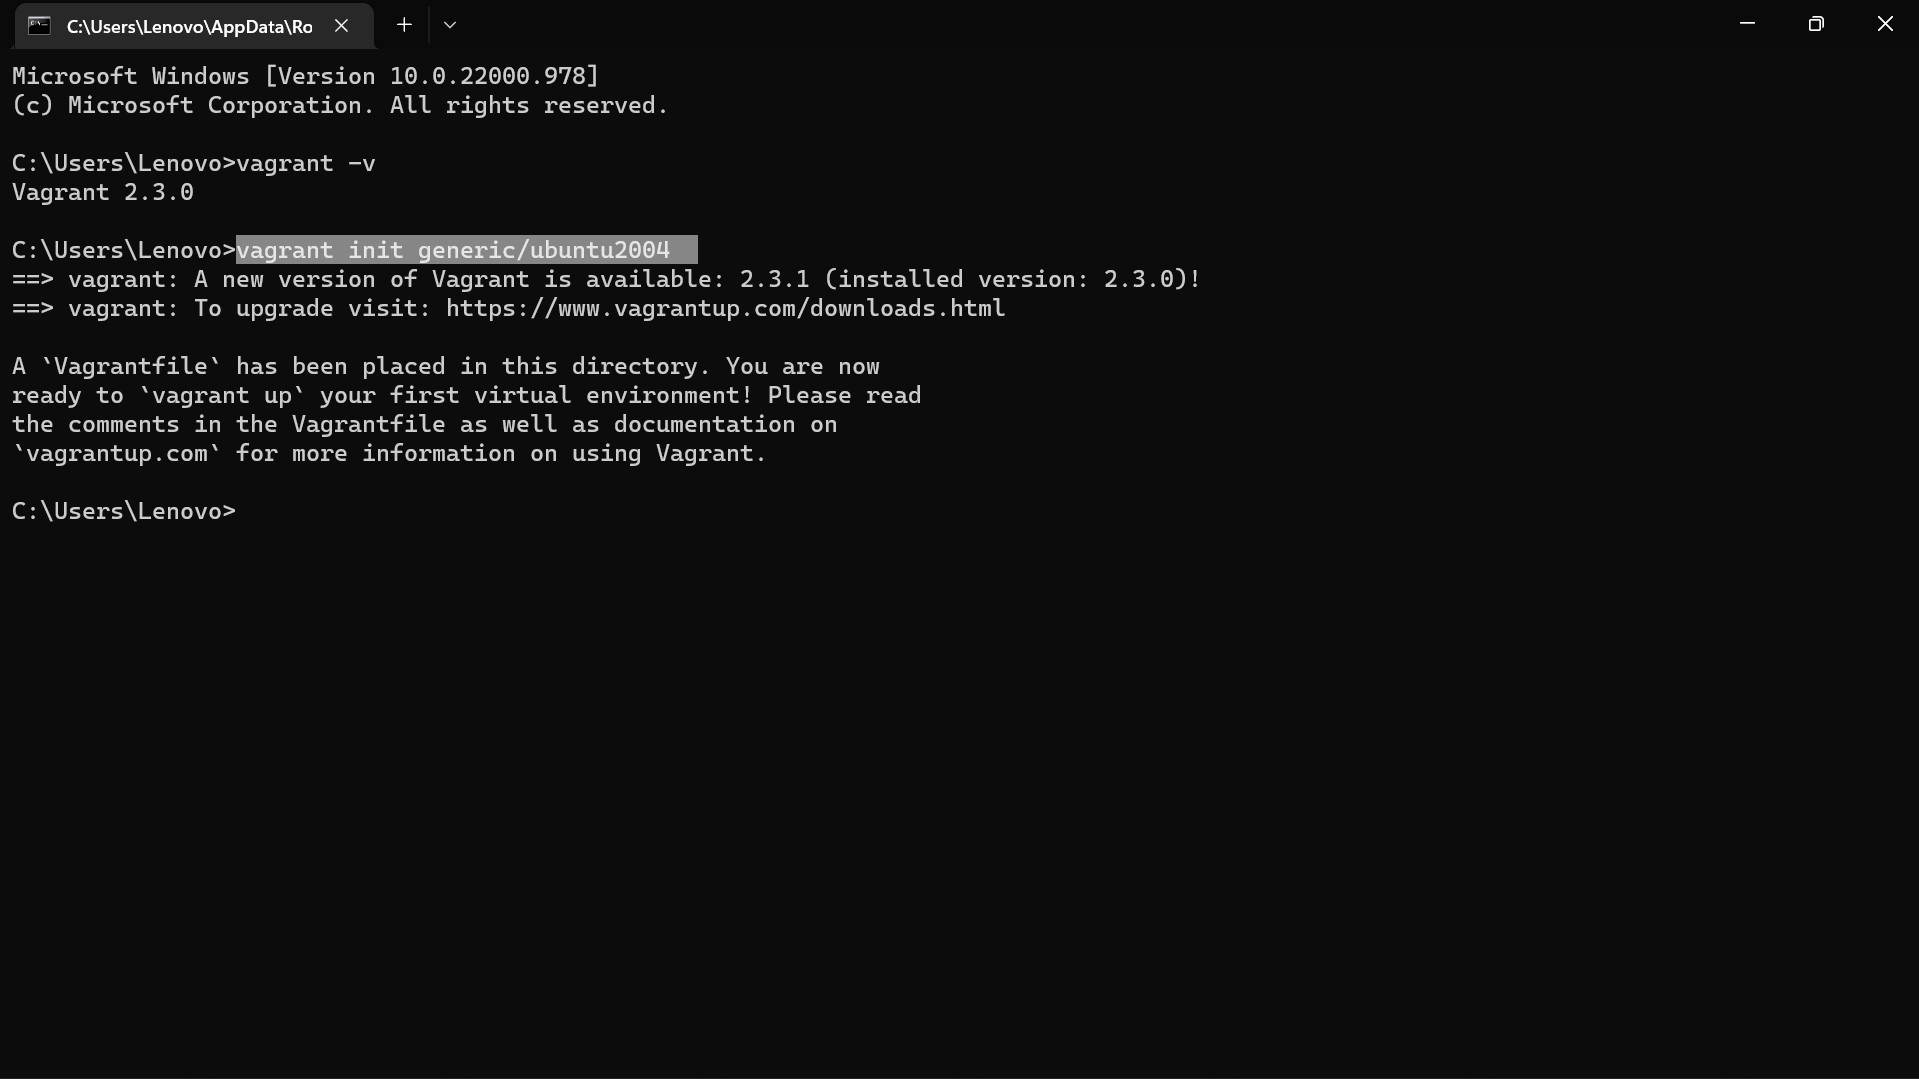 C:\Users\Lenovo\AppData\Ro
Microsoft Windows [Version 10.0.22000.978]
(c) Microsoft Corporation. All rights reserved.
C:\Users\Lenovo>vagrant -v
Vagrant 2.3.0
C:\Users\Lenovo>vagrant init generic/ubuntu2004
==> vagrant: A new version of Vagrant is available: 2.3.1 (installed version: 2.3.0)!
==> vagrant: To upgrade visit: https://www.vagrantup.com/downloads.html
A `Vagrantfile` has been placed in this directory. You are now
ready to `vagrant up` your first virtual environment! Please read
the comments in the Vagrantfile as well as documentation on
`vagrantup.com` for more information on using Vagrant.
C:\Users\Lenovo>